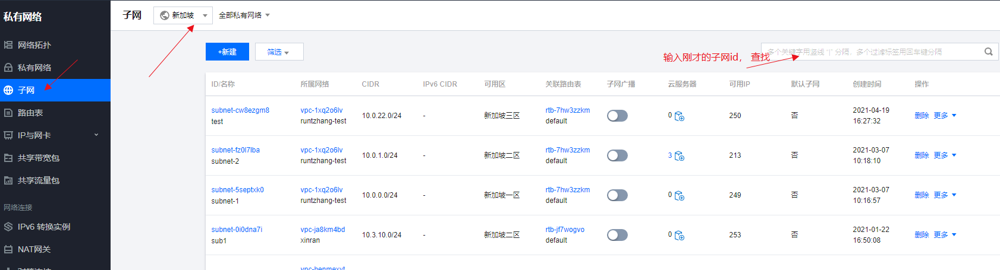 私有网络
网络拓扑
私有网络
子网
路由表
IP与网卡
共享带宽包
共享流量包
网络连接
IPv6 转换实例
NAT网关
子网
新加坡
全部私有网络
+新建
筛选
多个关键字用竖线 "|" 分隔，多个过滤标签用回车键分隔
输入刚才的子网id， 查找
ID/名称 所属网络 CIDR IPv6 CIDR 可用区 关联路由表 子网广播 云服务器 可用IP 默认子网 创建时间 操作
subnet-cw8ezgm8 vpc-1xq2o6lv rtb-7hw3zzkm 2021-04-19
10.0.22.0/24 - 新加坡三区 0 250 否 删除 更多
test runtzhang-test default 16:27:32
subnet-fz0l7lba vpc-1xq2o6lv rtb-7hw3zzkm 2021-03-07
10.0.1.0/24 - 新加坡二区 3 213 否 删除 更多
subnet-2 runtzhang-test default 10:18:10
subnet-5septxk0 vpc-1xq2o6lv rtb-7hw3zzkm 2021-03-07
10.0.0.0/24 - 新加坡一区 0 249 否 删除 更多
subnet-1 runtzhang-test default 10:16:57
subnet-0i0dna7i vpc-ja8km4bd rtb-jf7wogvo 2021-01-22
10.3.10.0/24 - 新加坡二区 0 253 否 删除 更多
sub1 xinran default 16:50:08